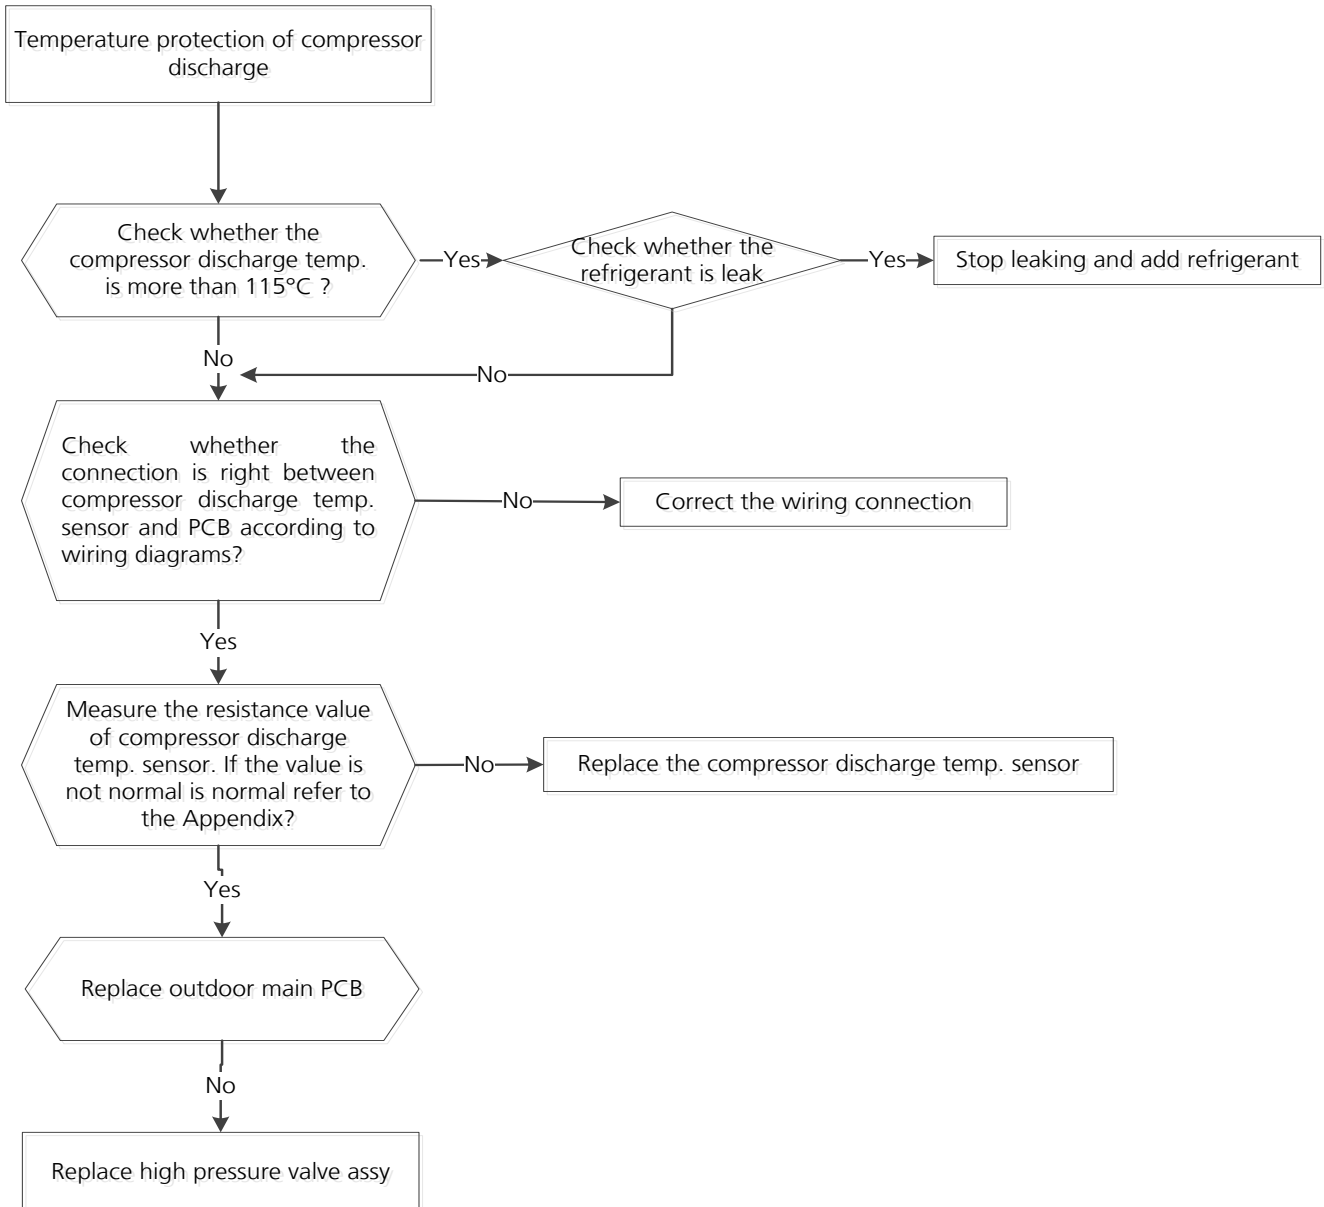 Temperature protection of compressor
discharge
Check whether the
compressor discharge temp.
is more than 115°C ?
Yes
Check whether the
refrigerant is leak
Yes
Stop leaking and add refrigerant
No
No
Check whether the
connection is right between
compressor discharge temp.
sensor and PCB according to
wiring diagrams?
No
Correct the wiring connection
Yes
Measure the resistance value
of compressor discharge
temp. sensor. If the value is
not normal is normal refer to
the Appendix?
No
Replace the compressor discharge temp. sensor
Yes
Replace outdoor main PCB
No
Replace high pressure valve assy